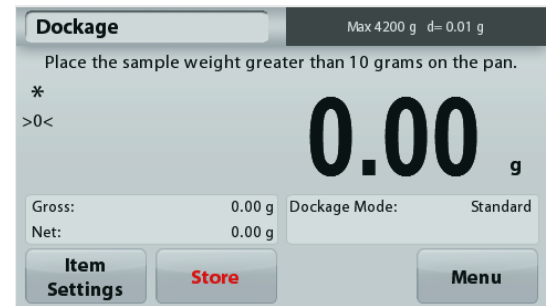 Dockage
Max 4200 g d= 0.01 g
Place the sample weight greater than 10 grams on the pan.
*
>0<
0.00 g
Gross: 0.00 g
Net: 0.00 g
Dockage Mode: Standard
Item
Settings
Store
Menu